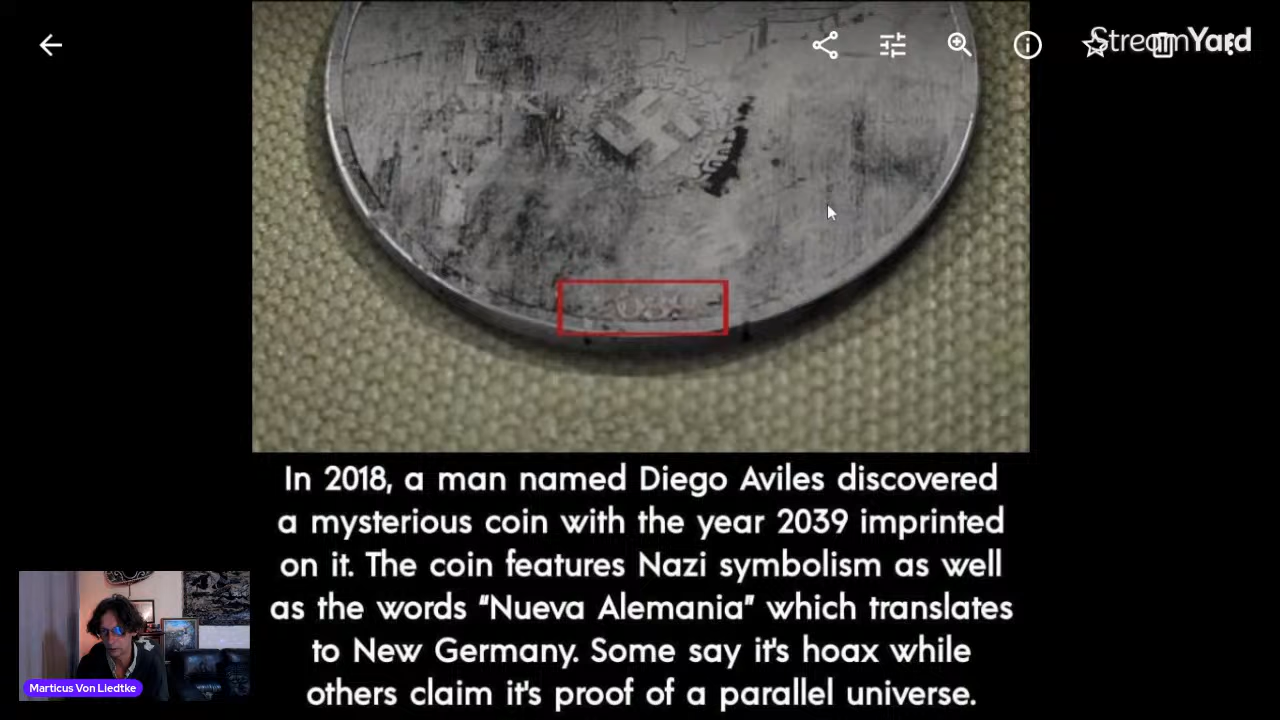 StreamYard
In 2018, a man named Diego Aviles discovered
a mysterious coin with the year 2039 imprinted
on it. The coin features Nazi symbolism as well
as the words "Nueva Alemania" which translates
to New Germany. Some say it's hoax while
others claim it's proof of a parallel universe.
Marticus Von Liedtke